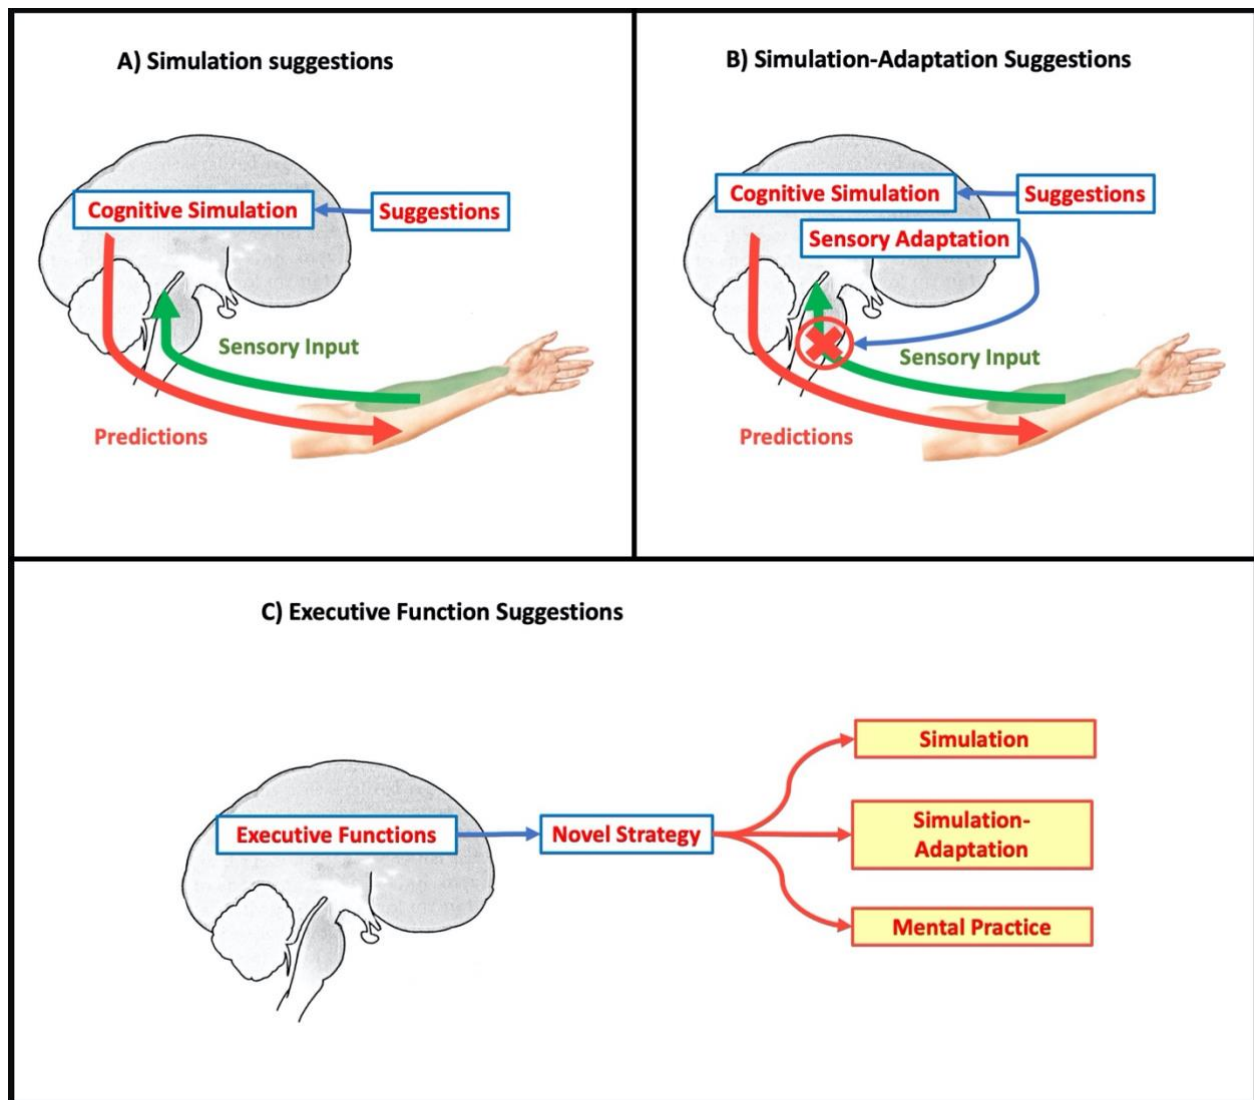 A) Simulation suggestions
Cognitive Simulation
Suggestions
Sensory Input
Predictions
B) Simulation-Adaptation Suggestions
Cognitive Simulation
Suggestions
Sensory Adaptation
Sensory Input
Predictions
C) Executive Function Suggestions
Executive Functions
Novel Strategy
Simulation
Simulation-
Adaptation
Mental Practice